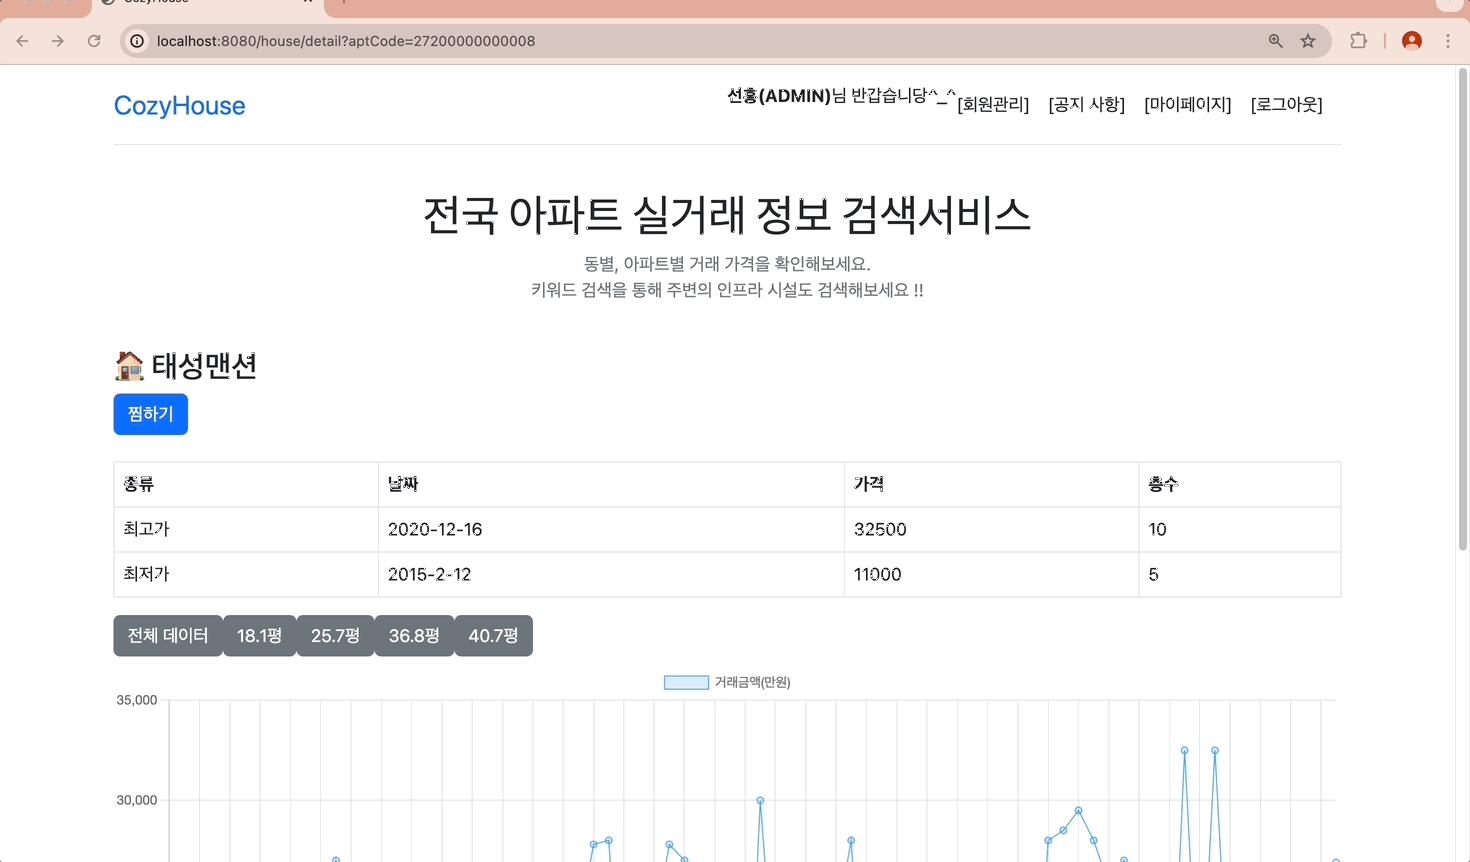 CozyHouse
localhost:8080/house/detail?aptCode=27200000000008
CozyHouse
선홍(ADMIN)님 반갑습니당^_^ [회원관리] [공지 사항] [마이페이지] [로그아웃]
전국 아파트 실거래 정보 검색서비스
동별, 아파트별 거래 가격을 확인해보세요.
키워드 검색을 통해 주변의 인프라 시설도 검색해보세요 !!
태성맨션
찜하기
종류 날짜 가격 층수
최고가 2020-12-16 32500 10
최저가 2015-2-12 11000 5
전체 데이터 18.1평 25.7평 36.8평 40.7평
거래금액(만원)
35,000
30,000